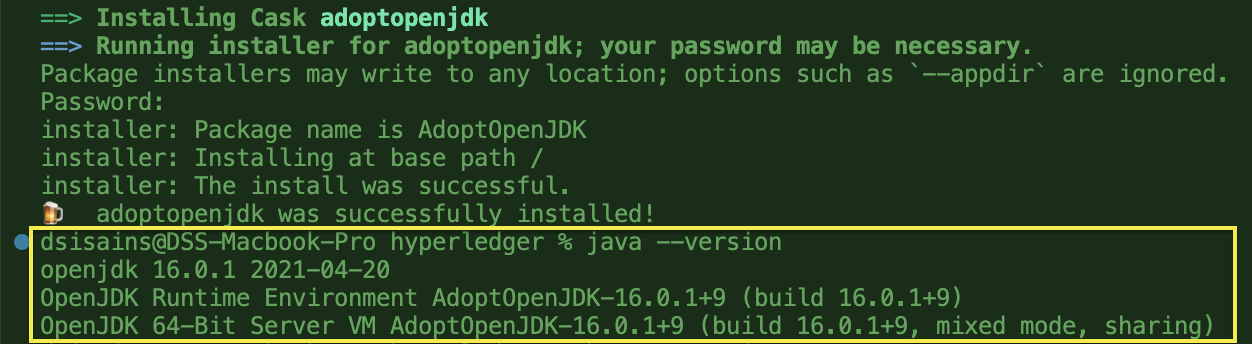 ==> Installing Cask adoptopenjdk
==> Running installer for adoptopenjdk; your password may be necessary.
Package installers may write to any location; options such as `--appdir` are ignored.
Password:
installer: Package name is AdoptOpenJDK
installer: Installing at base path /
installer: The install was successful.
🍺 adoptopenjdk was successfully installed!
dsisains@DSS-Macbook-Pro hyperledger % java --version
openjdk 16.0.1 2021-04-20
OpenJDK Runtime Environment AdoptOpenJDK-16.0.1+9 (build 16.0.1+9)
OpenJDK 64-Bit Server VM AdoptOpenJDK-16.0.1+9 (build 16.0.1+9, mixed mode, sharing)